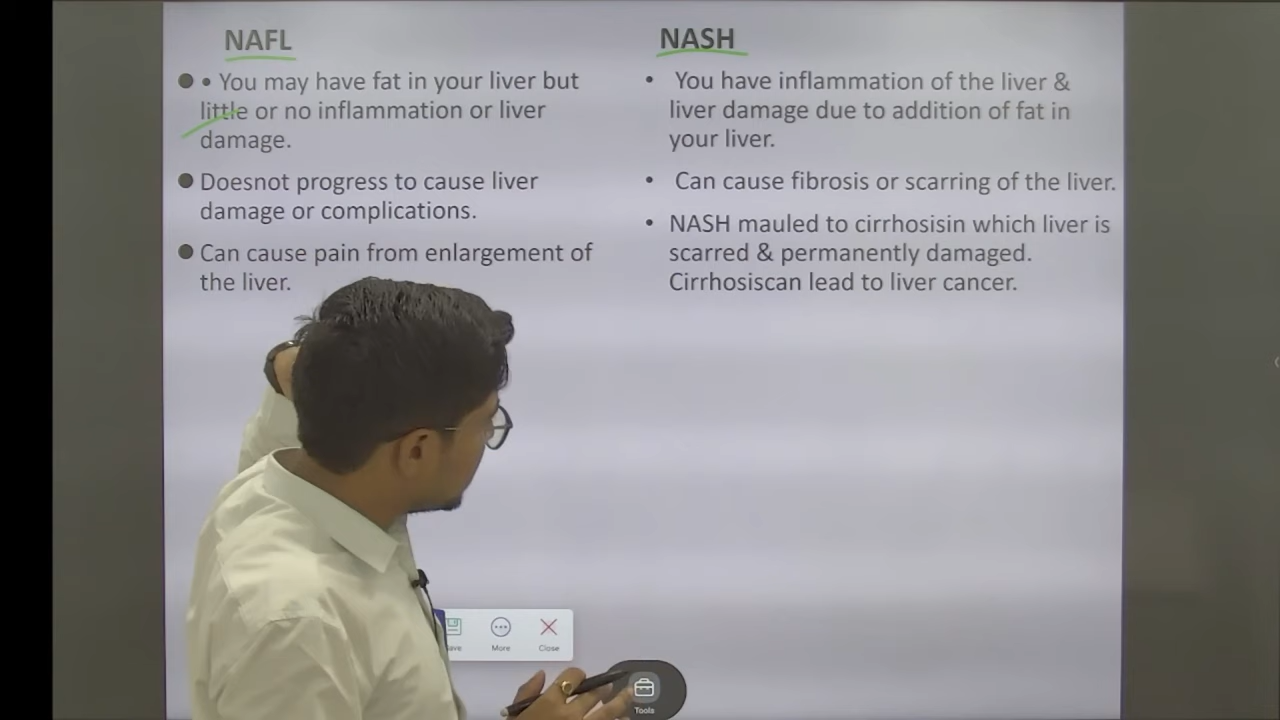 NAFL
• You may have fat in your liver but
little or no inflammation or liver
damage.
Doesnot progress to cause liver
damage or complications.
Can cause pain from enlargement of
the liver.
NASH
• You have inflammation of the liver &
liver damage due to addition of fat in
your liver.
• Can cause fibrosis or scarring of the liver.
• NASH mauled to cirrhosisin which liver is
scarred & permanently damaged.
Cirrhosiscan lead to liver cancer.
More
Close
Tools